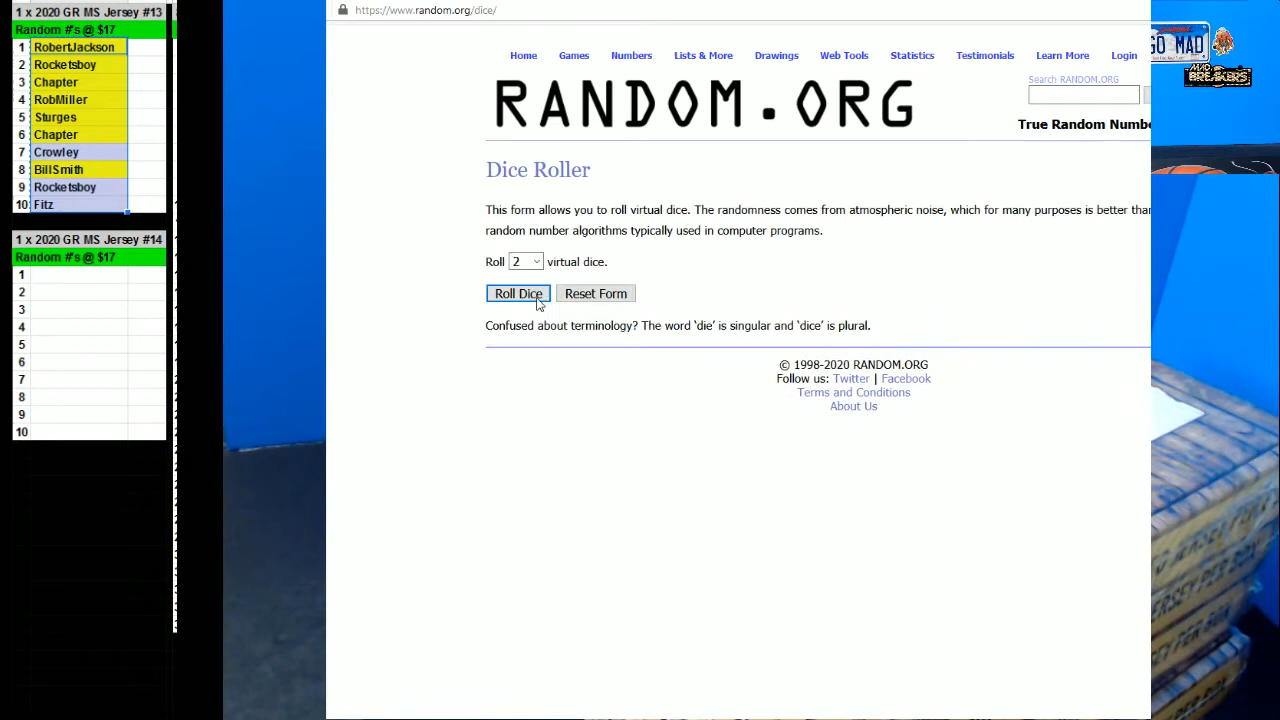 1 x 2020 GR MS Jersey #13
Random #'s @ $17
1 RobertJackson
2 Rocketsboy
3 Chapter
4 RobMiller
5 Sturges
6 Chapter
7 Crowley
8 BillSmith
9 Rocketsboy
10 Fitz
1 x 2020 GR MS Jersey #14
Random #'s @ $17
1
2
3
4
5
6
7
8
9
10
https://www.random.org/dice/
Home Games Numbers Lists & More Drawings Web Tools Statistics Testimonials Learn More Login
Search RANDOM.ORG
RANDOM.ORG
True Random Numbe
Dice Roller
This form allows you to roll virtual dice. The randomness comes from atmospheric noise, which for many purposes is better than
random number algorithms typically used in computer programs.
Roll 2 virtual dice.
Roll Dice Reset Form
Confused about terminology? The word ‘die’ is singular and ‘dice’ is plural.
© 1998-2020 RANDOM.ORG
Follow us: Twitter | Facebook
Terms and Conditions
About Us
GO MAD
MAD BREAKERS